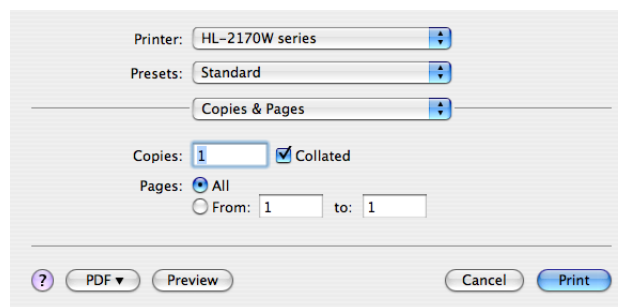 Printer: HL-2170W series
Presets: Standard
Copies & Pages
Copies: 1 Collated
Pages: All
From: 1 to: 1
? PDF ▼ Preview Cancel Print